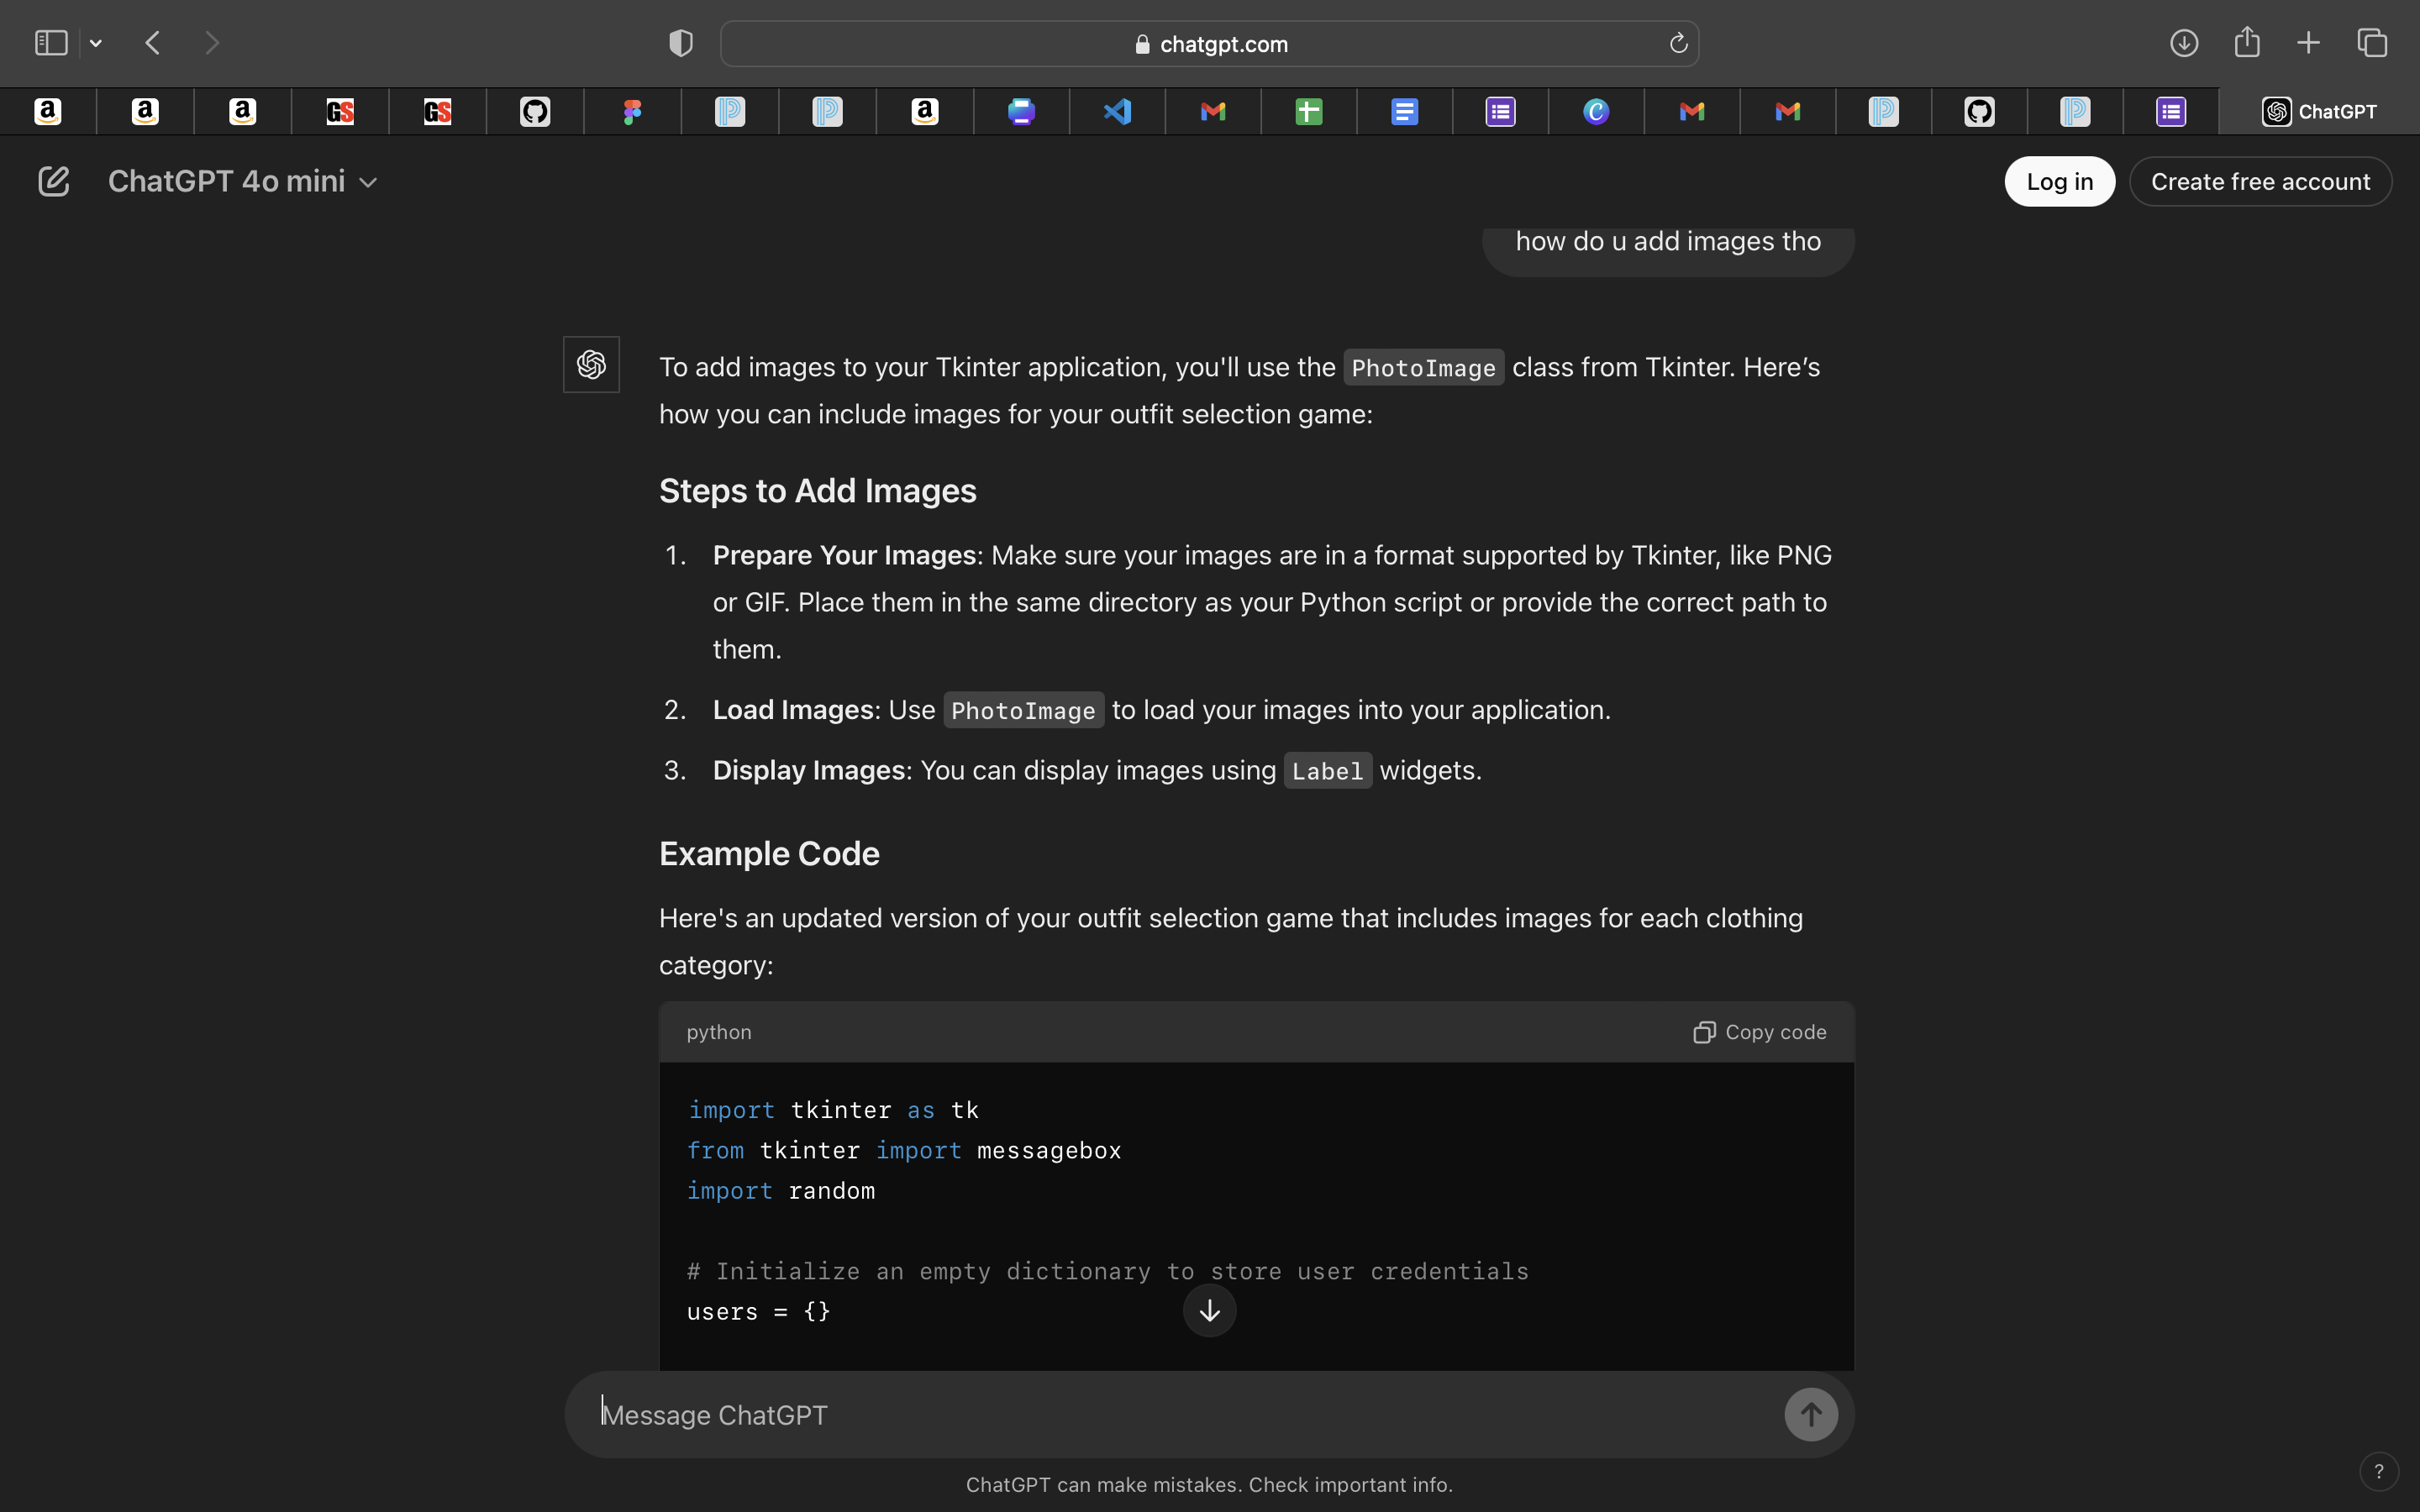 chatgpt.com
ChatGPT
ChatGPT 4o mini
Log in
Create free account
how do u add images tho
To add images to your Tkinter application, you'll use the PhotoImage class from Tkinter. Here’s
how you can include images for your outfit selection game:
Steps to Add Images
1. Prepare Your Images: Make sure your images are in a format supported by Tkinter, like PNG
or GIF. Place them in the same directory as your Python script or provide the correct path to
them.
2. Load Images: Use PhotoImage to load your images into your application.
3. Display Images: You can display images using Label widgets.
Example Code
Here's an updated version of your outfit selection game that includes images for each clothing
category:
python
Copy code
import tkinter as tk
from tkinter import messagebox
import random
# Initialize an empty dictionary to store user credentials
users = {}
Message ChatGPT
ChatGPT can make mistakes. Check important info.
?